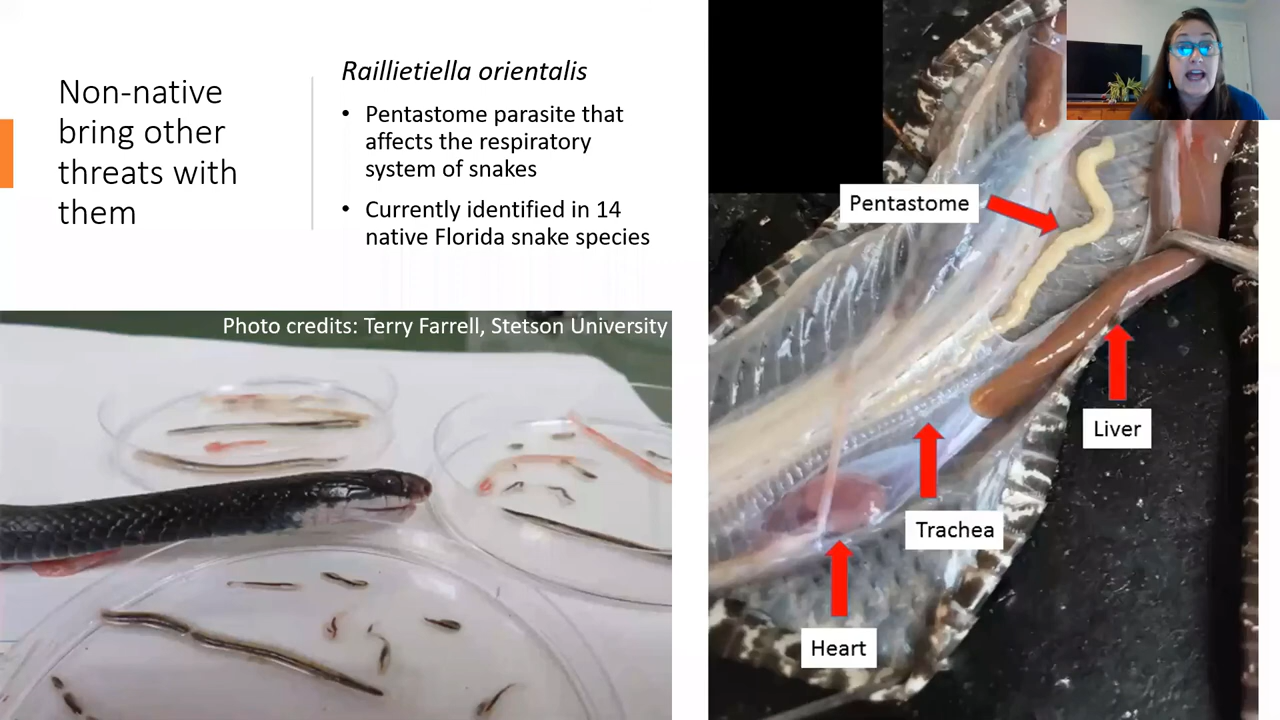 Non-native
bring other
threats with
them
Raillietiella orientalis
• Pentastome parasite that
affects the respiratory
system of snakes
• Currently identified in 14
native Florida snake species
Photo credits: Terry Farrell, Stetson University
Pentastome
Liver
Trachea
Heart